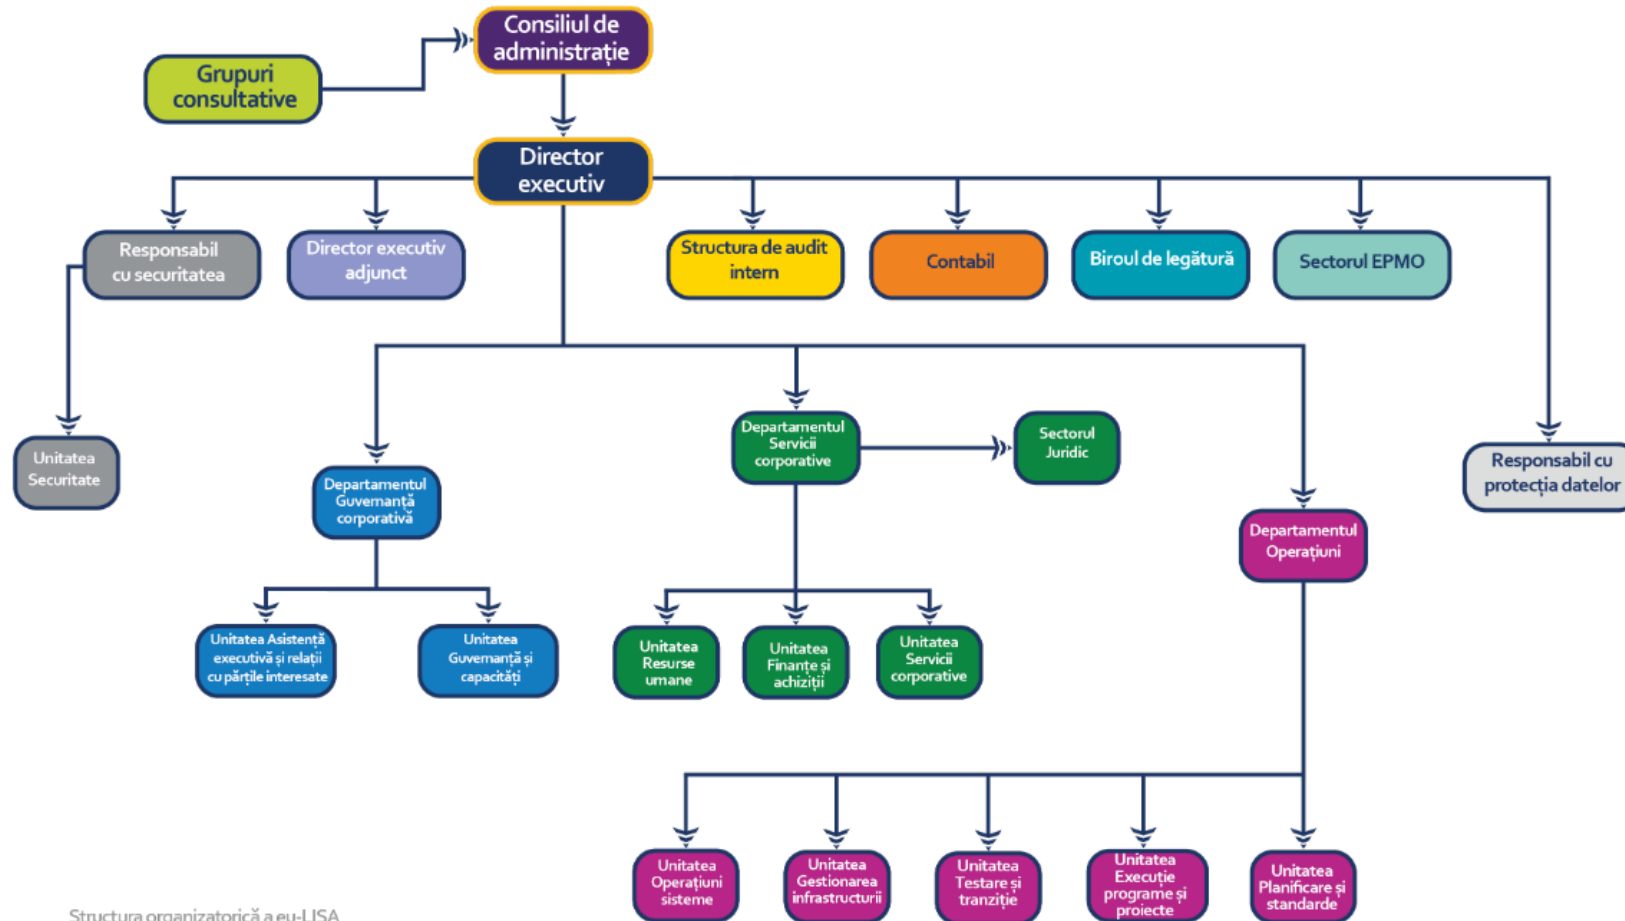 Consiliul de
administrație
Grupuri
consultative
Director
executiv
Responsabil
cu securitatea
Director executiv
adjunct
Structura de audit
intern
Contabil
Biroul de legătură
Sectorul EPMO
Unitatea
Securitate
Departamentul
Guvernanță
corporativă
Departamentul
Servicii
corporative
Sectorul
Juridic
Responsabil cu
protecția datelor
Departamentul
Operațiuni
Unitatea Asistență
executivă și relații
cu părțile interesate
Unitatea
Guvernanță și
capacități
Unitatea
Resurse
umane
Unitatea
Finanțe și
achiziții
Unitatea
Servicii
corporative
Unitatea
Operațiuni
sisteme
Unitatea
Gestionarea
infrastructurii
Unitatea
Testare și
tranziție
Unitatea
Execuție
programe și
proiecte
Unitatea
Planificare și
standarde
Structura organizatorică a eu-LISA